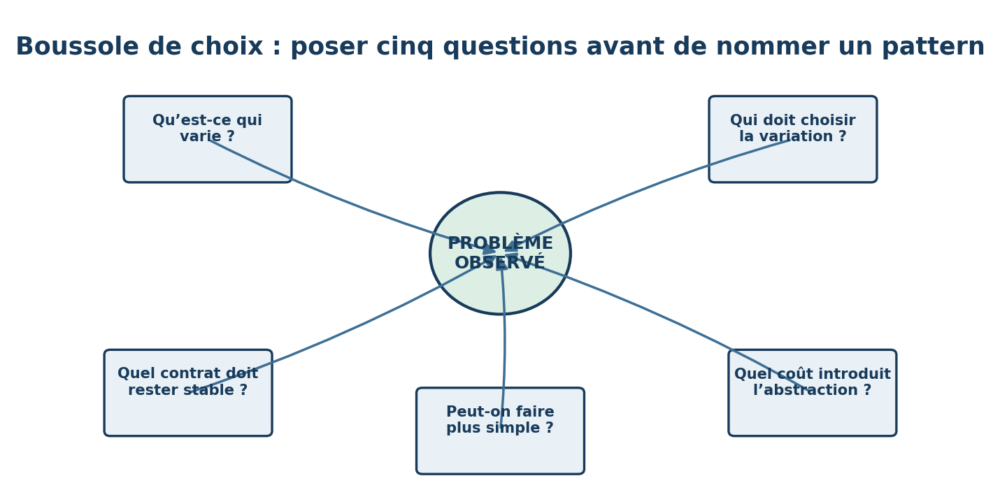 Boussole de choix : poser cinq questions avant de nommer un pattern
Qu’est-ce qui
varie ?
Qui doit choisir
la variation ?
PROBLÈME
OBSERVÉ
Quel contrat doit
rester stable ?
Peut-on faire
plus simple ?
Quel coût introduit
l’abstraction ?